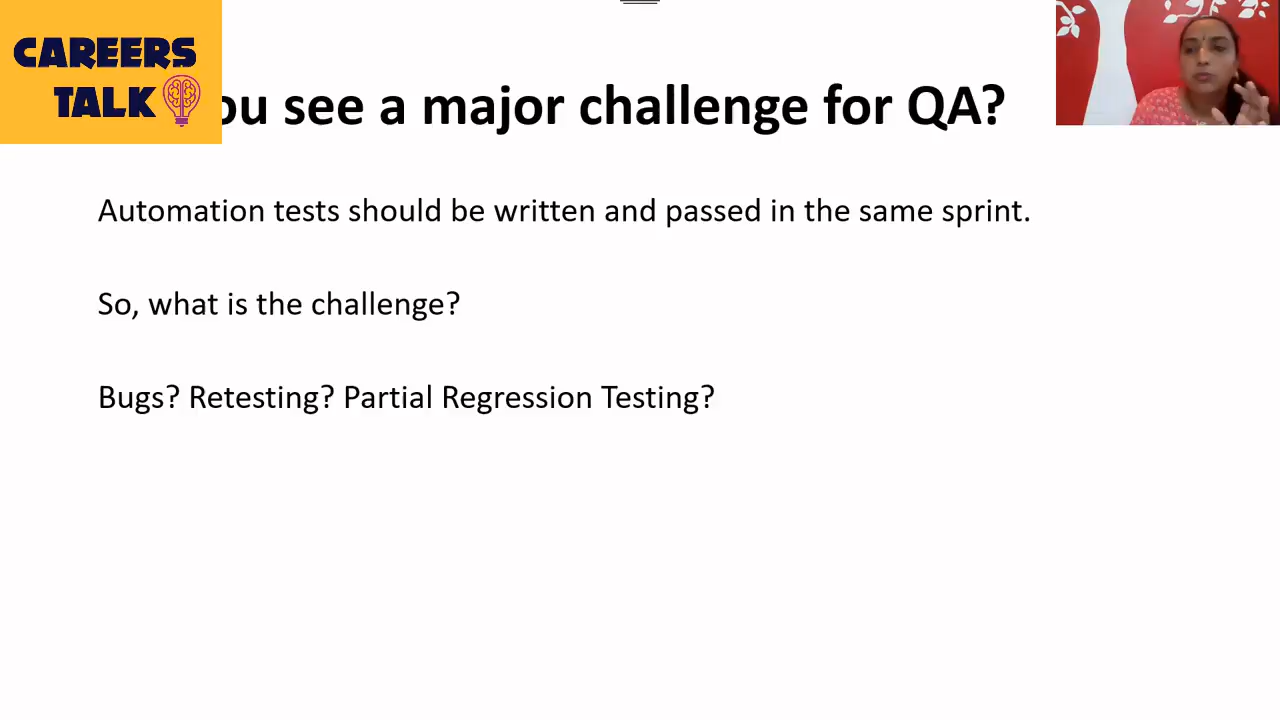 CAREERS
TALK
ou see a major challenge for QA?
Automation tests should be written and passed in the same sprint.
So, what is the challenge?
Bugs? Retesting? Partial Regression Testing?